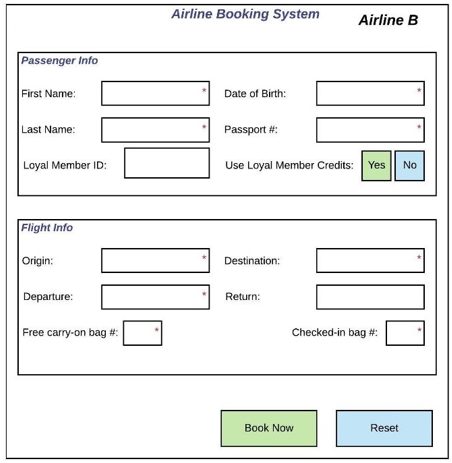 Airline Booking System
Airline B
Passenger Info
First Name: * Date of Birth: *
Last Name: * Passport #: *
Loyal Member ID: Use Loyal Member Credits: Yes No
Flight Info
Origin: * Destination: *
Departure: * Return:
Free carry-on bag #: * Checked-in bag #: *
Book Now Reset